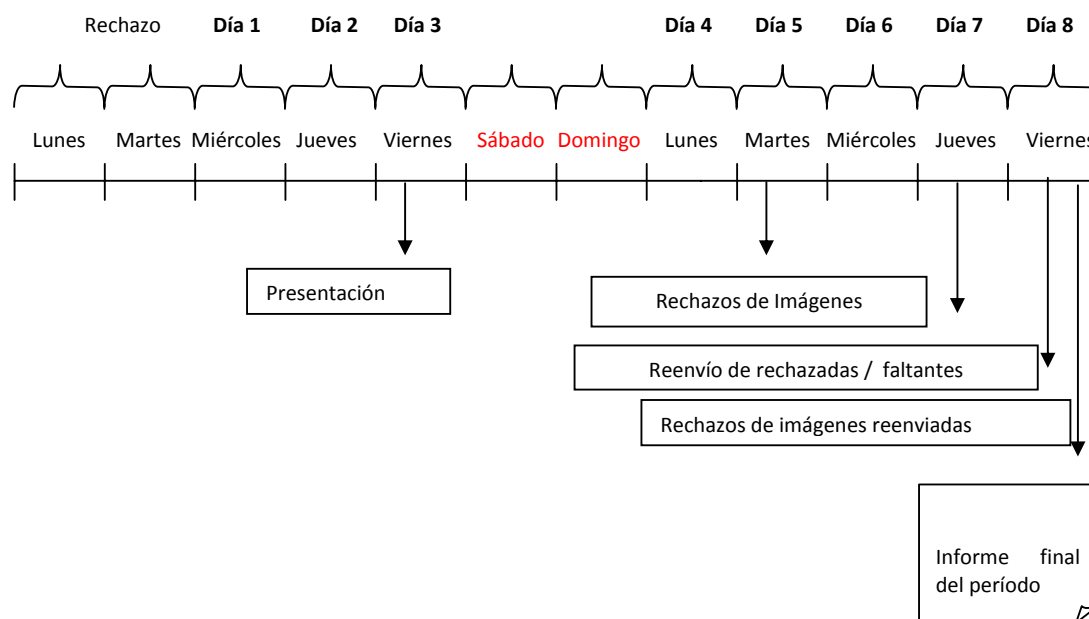 Rechazo Día 1 Día 2 Día 3 Día 4 Día 5 Día 6 Día 7 Día 8
Lunes Martes Miércoles Jueves Viernes Sábado Domingo Lunes Martes Miércoles Jueves Viernes
Presentación
Rechazos de Imágenes
Reenvío de rechazadas / faltantes
Rechazos de imágenes reenviadas
Informe final
del período